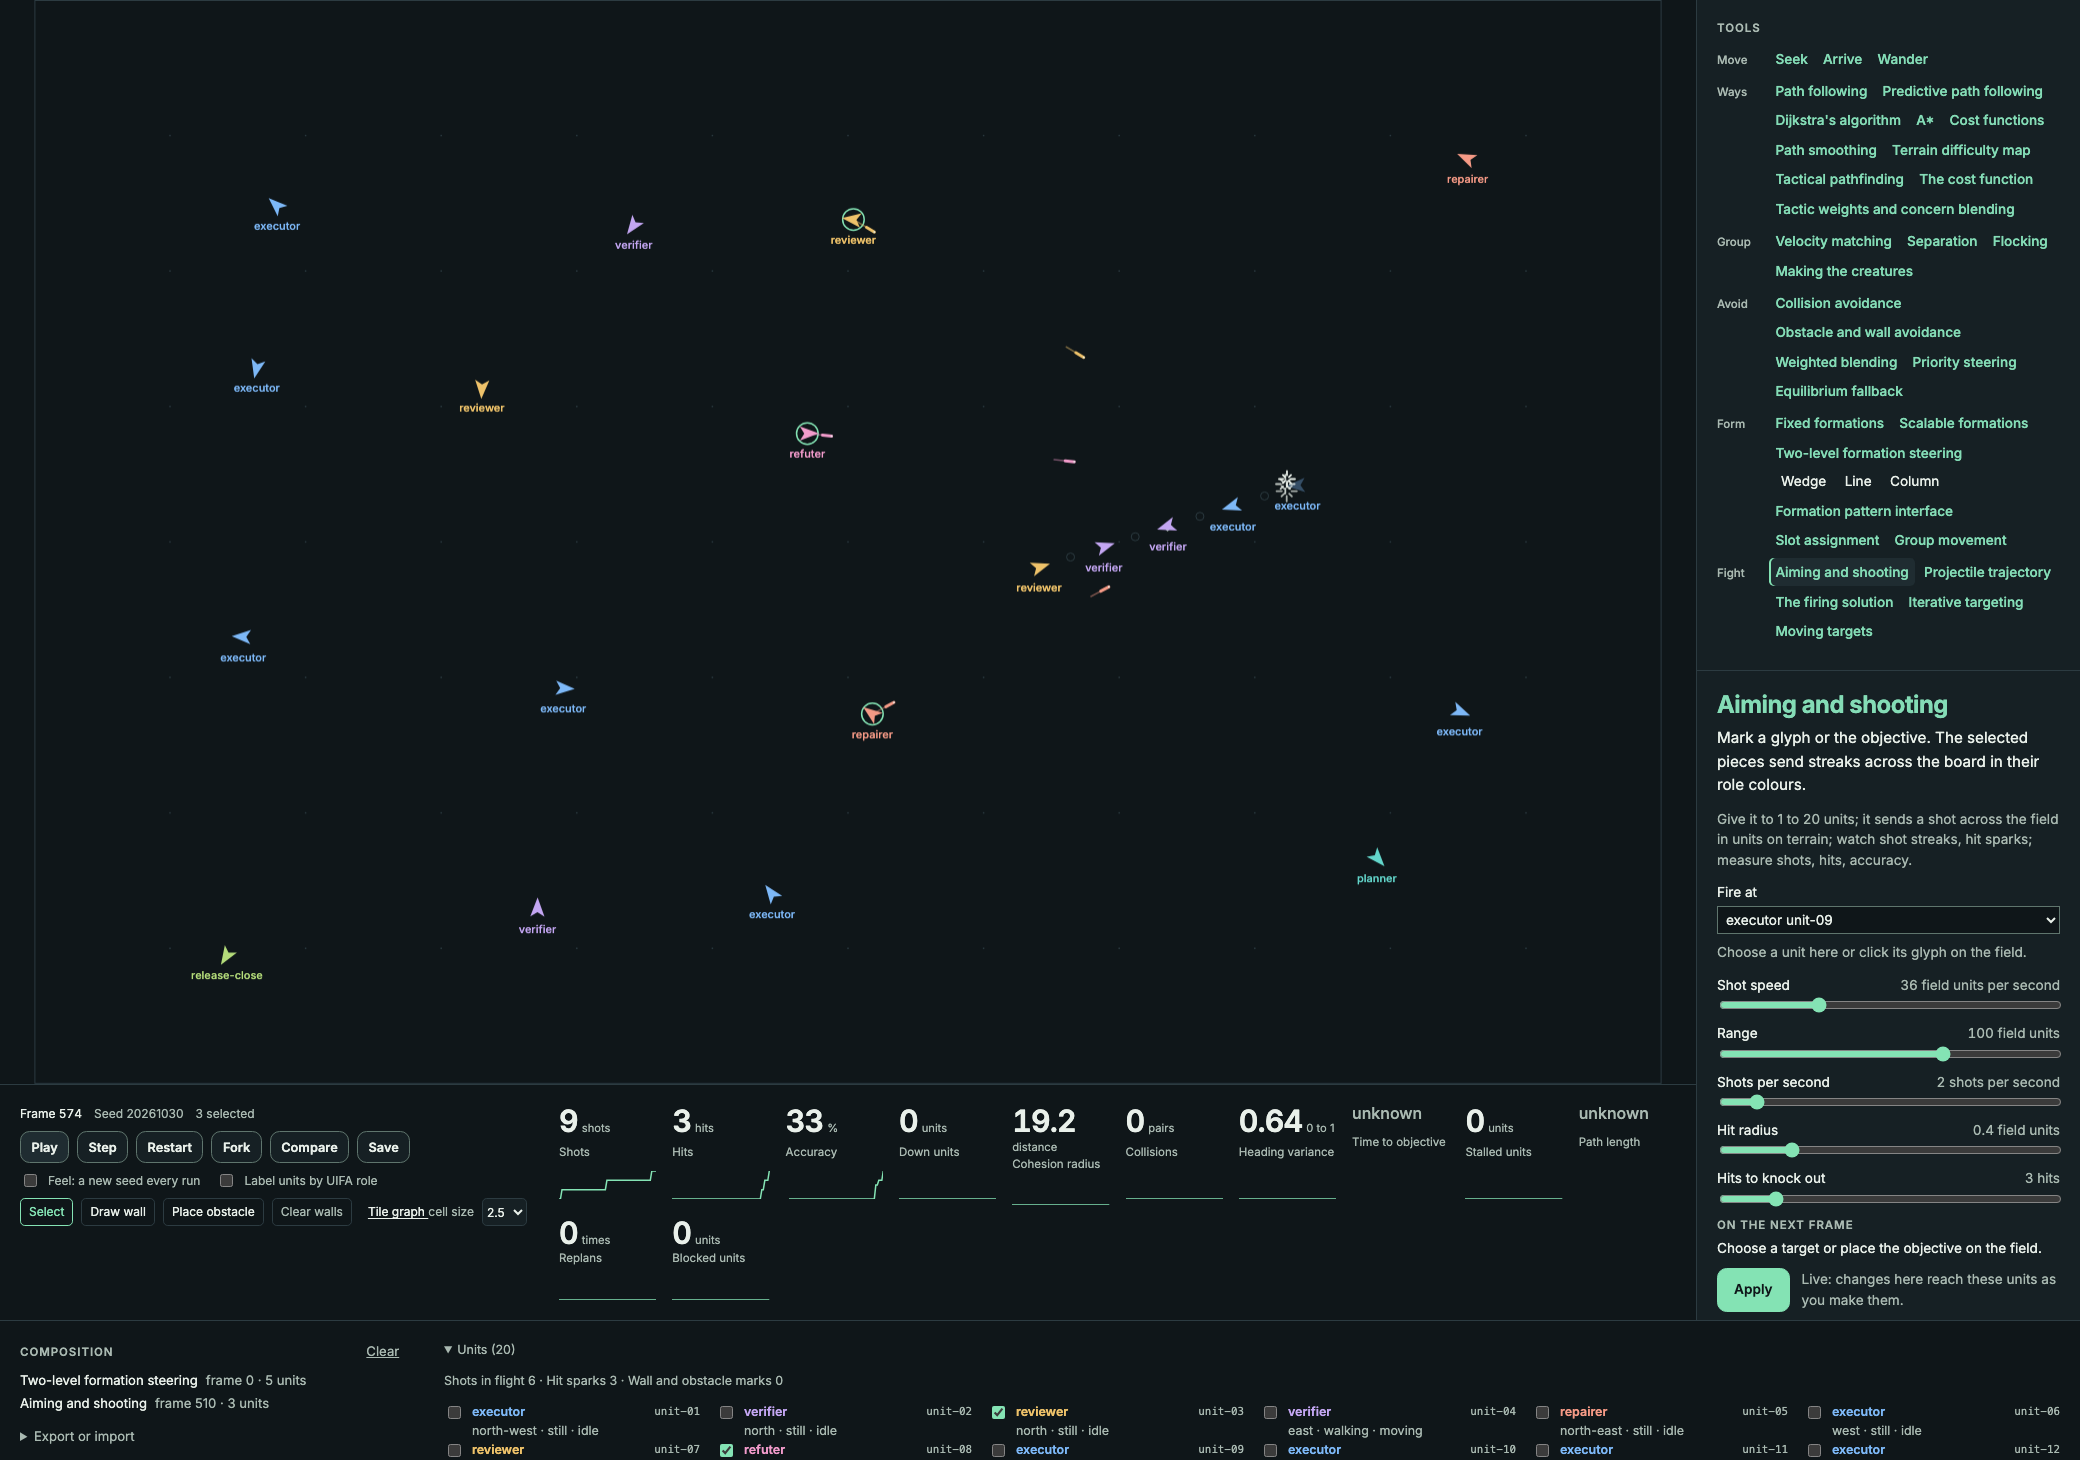 repairer
executor
verifier
reviewer
executor
reviewer
refuter
executor
executor
verifier
verifier
reviewer
executor
executor
repairer
executor
planner
executor
verifier
release-close
TOOLS
Move Seek Arrive Wander
Ways Path following Predictive path following
Dijkstra's algorithm A* Cost functions
Path smoothing Terrain difficulty map
Tactical pathfinding The cost function
Tactic weights and concern blending
Group Velocity matching Separation Flocking
Making the creatures
Avoid Collision avoidance
Obstacle and wall avoidance
Weighted blending Priority steering
Equilibrium fallback
Form Fixed formations Scalable formations
Two-level formation steering
Wedge Line Column
Formation pattern interface
Slot assignment Group movement
Fight Aiming and shooting Projectile trajectory
The firing solution Iterative targeting
Moving targets
Aiming and shooting
Mark a glyph or the objective. The selected
pieces send streaks across the board in their
role colours.
Give it to 1 to 20 units; it sends a shot across the field
in units on terrain; watch shot streaks, hit sparks;
measure shots, hits, accuracy.
Fire at
executor unit-09
Choose a unit here or click its glyph on the field.
Shot speed 36 field units per second
Range 100 field units
Shots per second 2 shots per second
Hit radius 0.4 field units
Hits to knock out 3 hits
ON THE NEXT FRAME
Choose a target or place the objective on the field.
Apply Live: changes here reach these units as
you make them.
Frame 574 Seed 20261030 3 selected
Play Step Restart Fork Compare Save
Feel: a new seed every run Label units by UIFA role
Select Draw wall Place obstacle Clear walls Tile graph cell size 2.5
9 shots
Shots
3 hits
Hits
33 %
Accuracy
0 units
Down units
19.2
distance
Cohesion radius
0 pairs
Collisions
0.64 0 to 1
Heading variance
unknown
Time to objective
0 units
Stalled units
unknown
Path length
0 times
Replans
0 units
Blocked units
COMPOSITION Clear
Two-level formation steering frame 0 · 5 units
Aiming and shooting frame 510 · 3 units
Export or import
Units (20)
Shots in flight 6 · Hit sparks 3 · Wall and obstacle marks 0
executor unit-01 verifier unit-02 reviewer unit-03 verifier unit-04 repairer unit-05 executor unit-06
north-west · still · idle north · still · idle north · still · idle east · walking · moving north-east · still · idle west · still · idle
reviewer unit-07 refuter unit-08 executor unit-09 executor unit-10 executor unit-11 executor unit-12